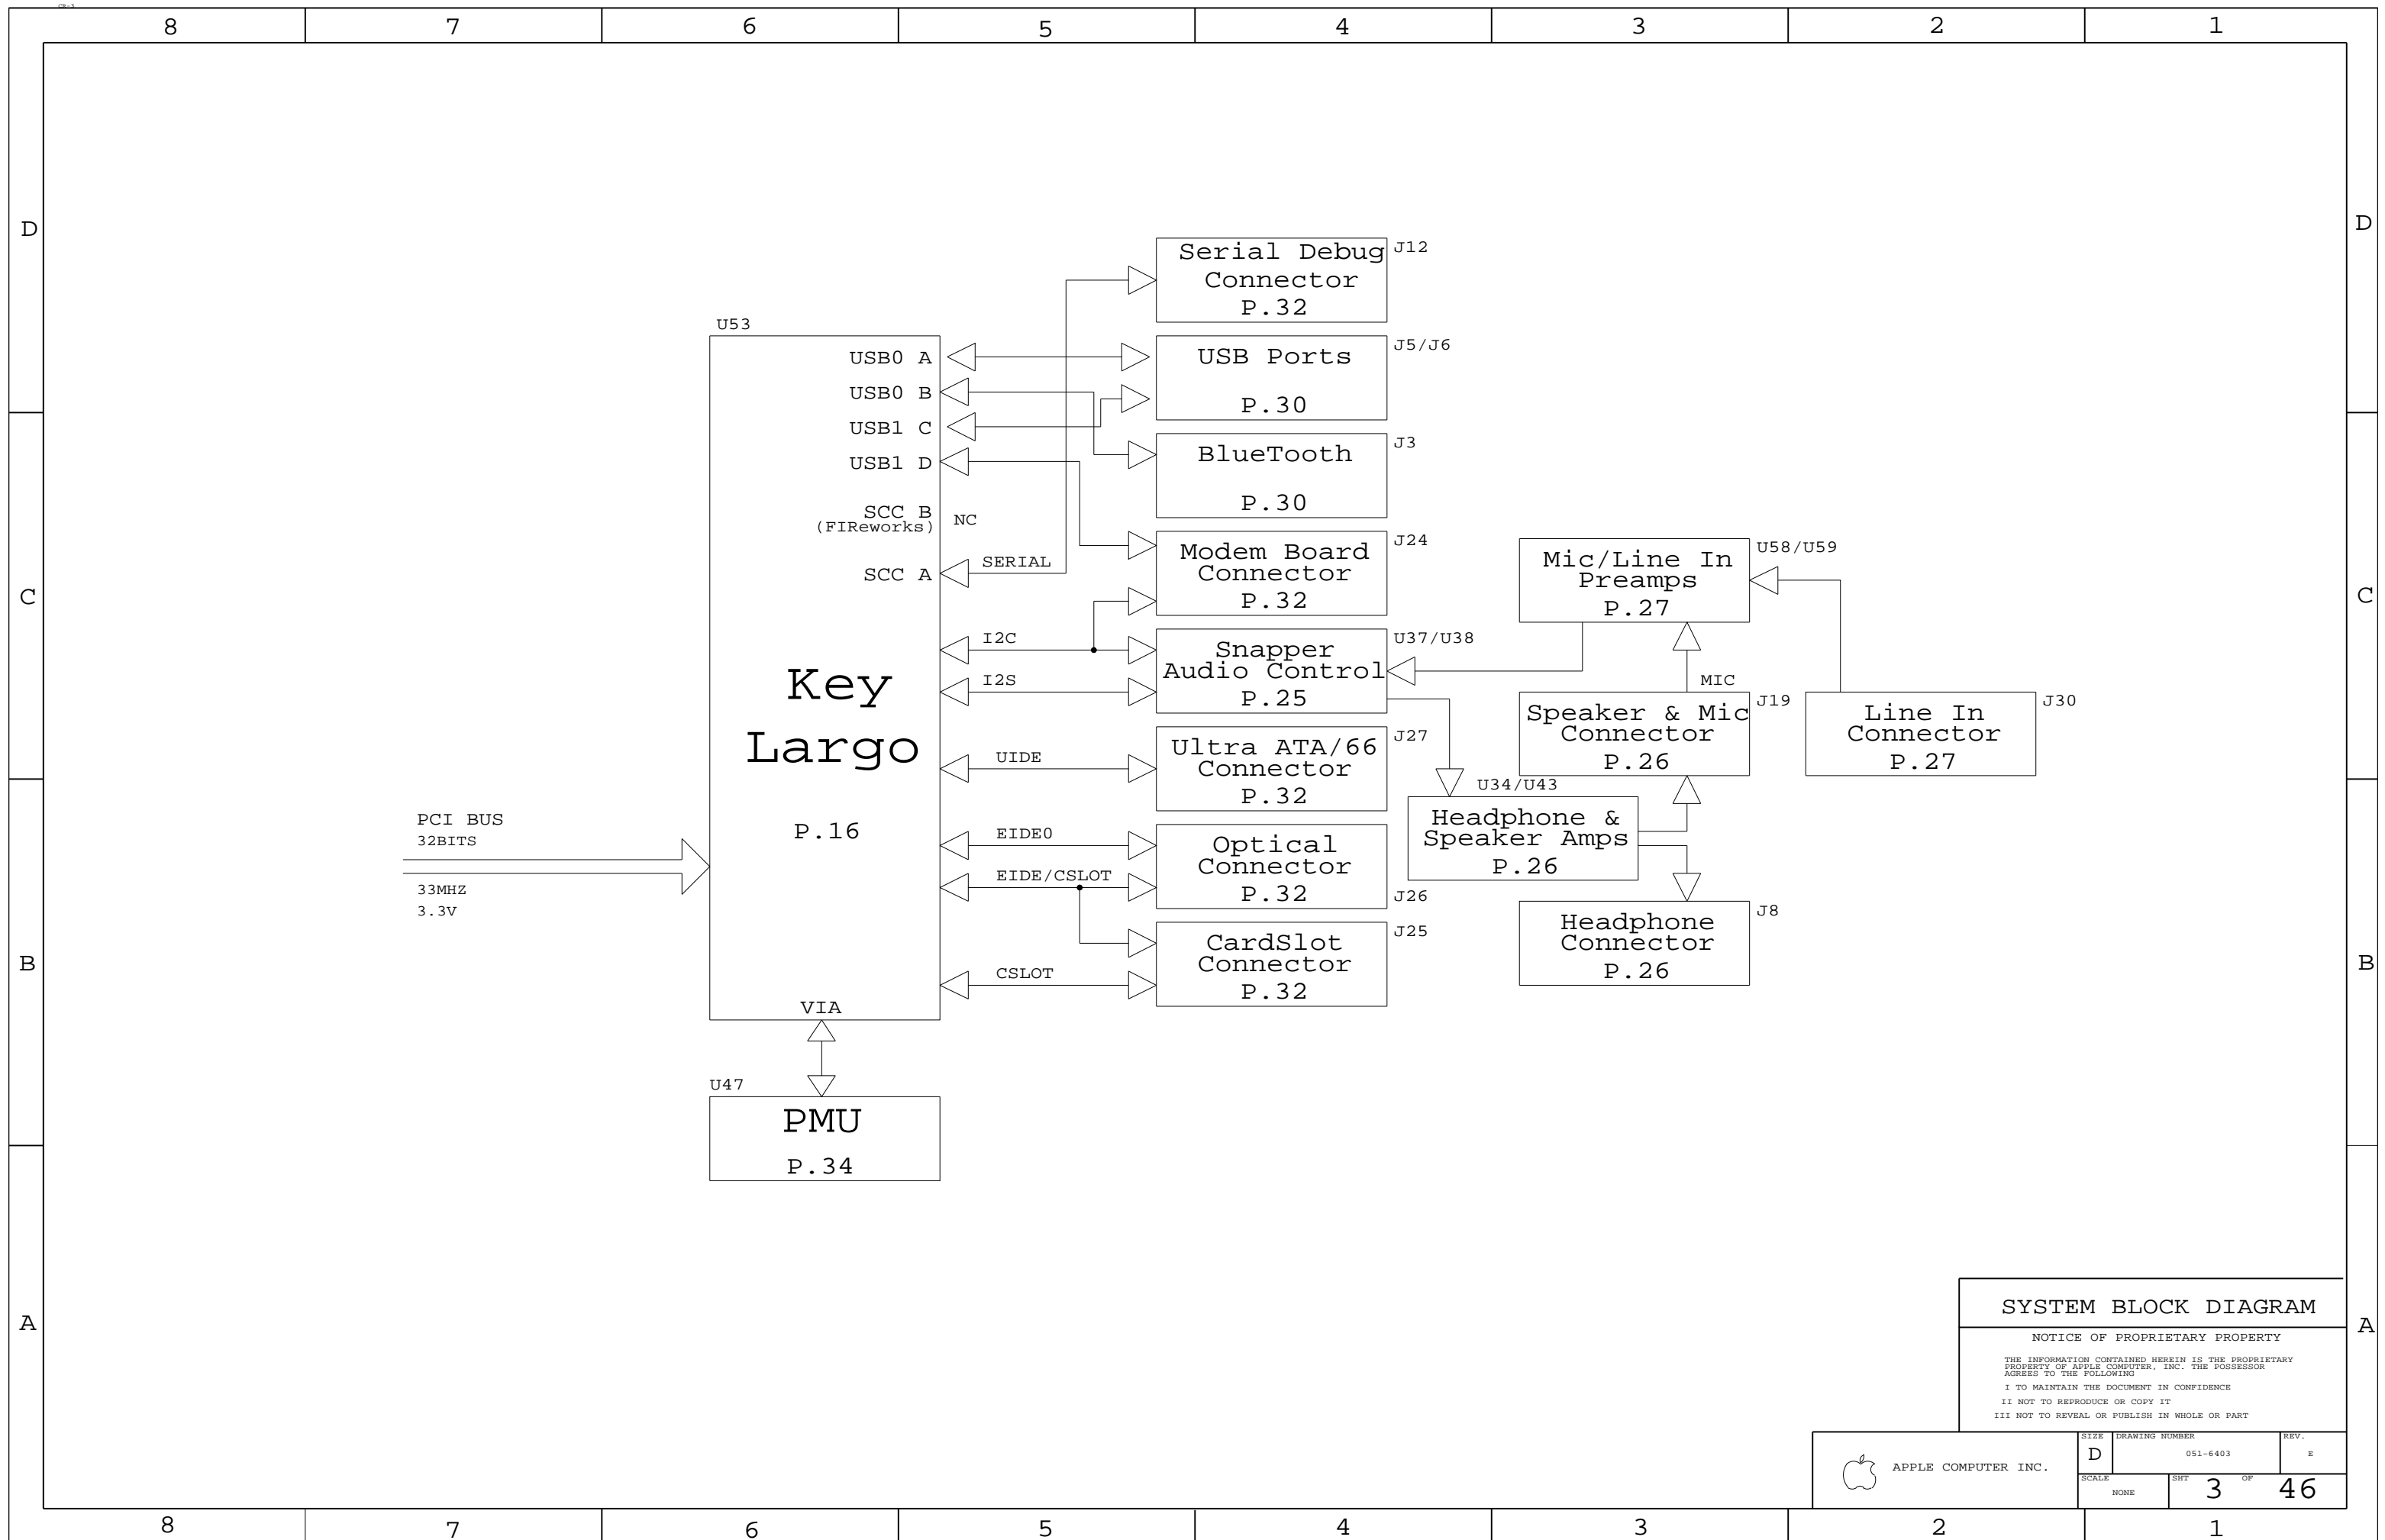 CR-3
8 7 6 5 4 3 2 1
D D
Serial Debug
Connector
P.32
J12
U53
USB0 A
USB Ports
P.30
J5/J6
USB0 B
USB1 C
USB1 D
BlueTooth
P.30
J3
SCC B
(FIReworks)
NC
SCC A
SERIAL
Modem Board
Connector
P.32
J24
C C
Mic/Line In
Preamps
P.27
U58/U59
I2C
I2S
Snapper
Audio Control
P.25
U37/U38
Key
Largo
P.16
MIC
Speaker & Mic
Connector
P.26
J19
Line In
Connector
P.27
J30
UIDE
Ultra ATA/66
Connector
P.32
J27
U34/U43
Headphone &
Speaker Amps
P.26
PCI BUS
32BITS
33MHZ
3.3V
EIDE0
EIDE/CSLOT
Optical
Connector
P.32
J26
Headphone
Connector
P.26
J8
B B
CSLOT
CardSlot
Connector
P.32
J25
VIA
U47
PMU
P.34
A A
SYSTEM BLOCK DIAGRAM
NOTICE OF PROPRIETARY PROPERTY
THE INFORMATION CONTAINED HEREIN IS THE PROPRIETARY
PROPERTY OF APPLE COMPUTER, INC. THE POSSESSOR
AGREES TO THE FOLLOWING
I TO MAINTAIN THE DOCUMENT IN CONFIDENCE
II NOT TO REPRODUCE OR COPY IT
III NOT TO REVEAL OR PUBLISH IN WHOLE OR PART
APPLE COMPUTER INC.
SIZE DRAWING NUMBER REV.
D 051-6403 E
SCALE SHT OF
NONE 3 46
8 7 6 5 4 3 2 1